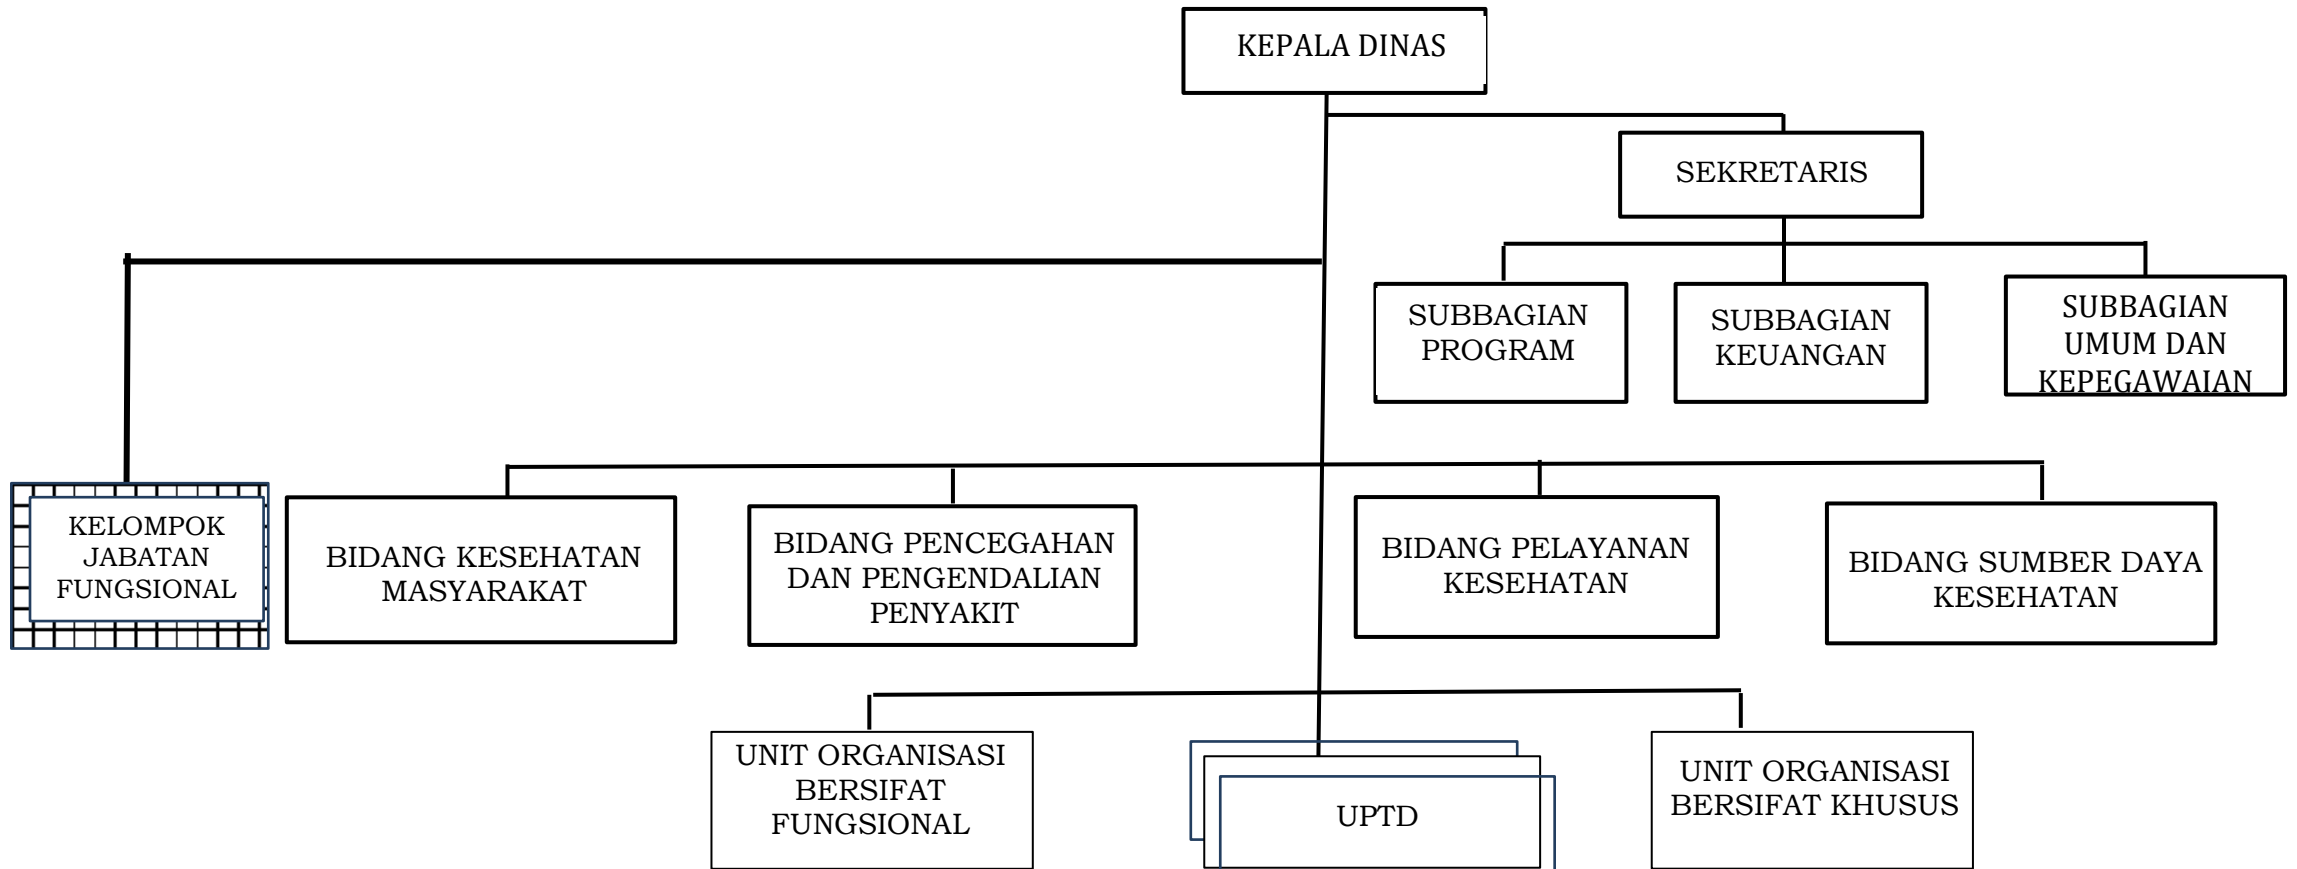 KEPALA DINAS
SEKRETARIS
SUBBAGIAN
PROGRAM
SUBBAGIAN
KEUANGAN
SUBBAGIAN
UMUM DAN
KEPEGAWAIAN
KELOMPOK
JABATAN
FUNGSIONAL
BIDANG KESEHATAN
MASYARAKAT
BIDANG PENCEGAHAN
DAN PENGENDALIAN
PENYAKIT
BIDANG PELAYANAN
KESEHATAN
BIDANG SUMBER DAYA
KESEHATAN
UNIT ORGANISASI
BERSIFAT
FUNGSIONAL
UPTD
UNIT ORGANISASI
BERSIFAT KHUSUS